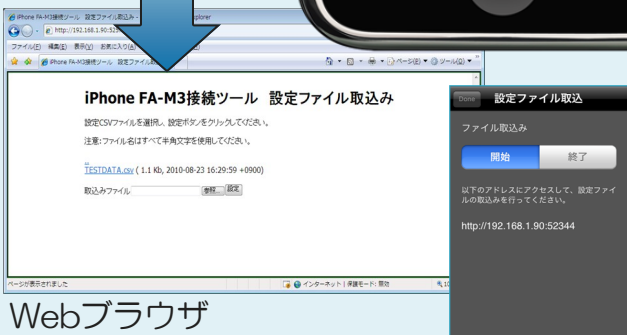 iPhone FA-M3接続ツール 設定ファイル取込み -
plorer
http://192.168.1.90:523
ファイル(F) 編集(E) 表示(V) お気に入り(A)
iPhone FA-M3接続ツール 設定ファイル取
ページ(P) ツール(O)
iPhone FA-M3接続ツール 設定ファイル取込み
設定CSVファイルを選択し、設定ボタンをクリックしてください。
注意:ファイル名はすべて半角文字を使用してください。
..
TESTDATA.csv ( 1.1 Kb, 2010-08-23 16:29:59 +0900)
取込みファイル 参照... 設定
ページが表示されました インターネット | 保護モード: 無効 10
Webブラウザ
Done 設定ファイル取込
ファイル取込み
開始 終了
以下のアドレスにアクセスして、設定ファイ
ルの取込みを行ってください。
http://192.168.1.90:52344